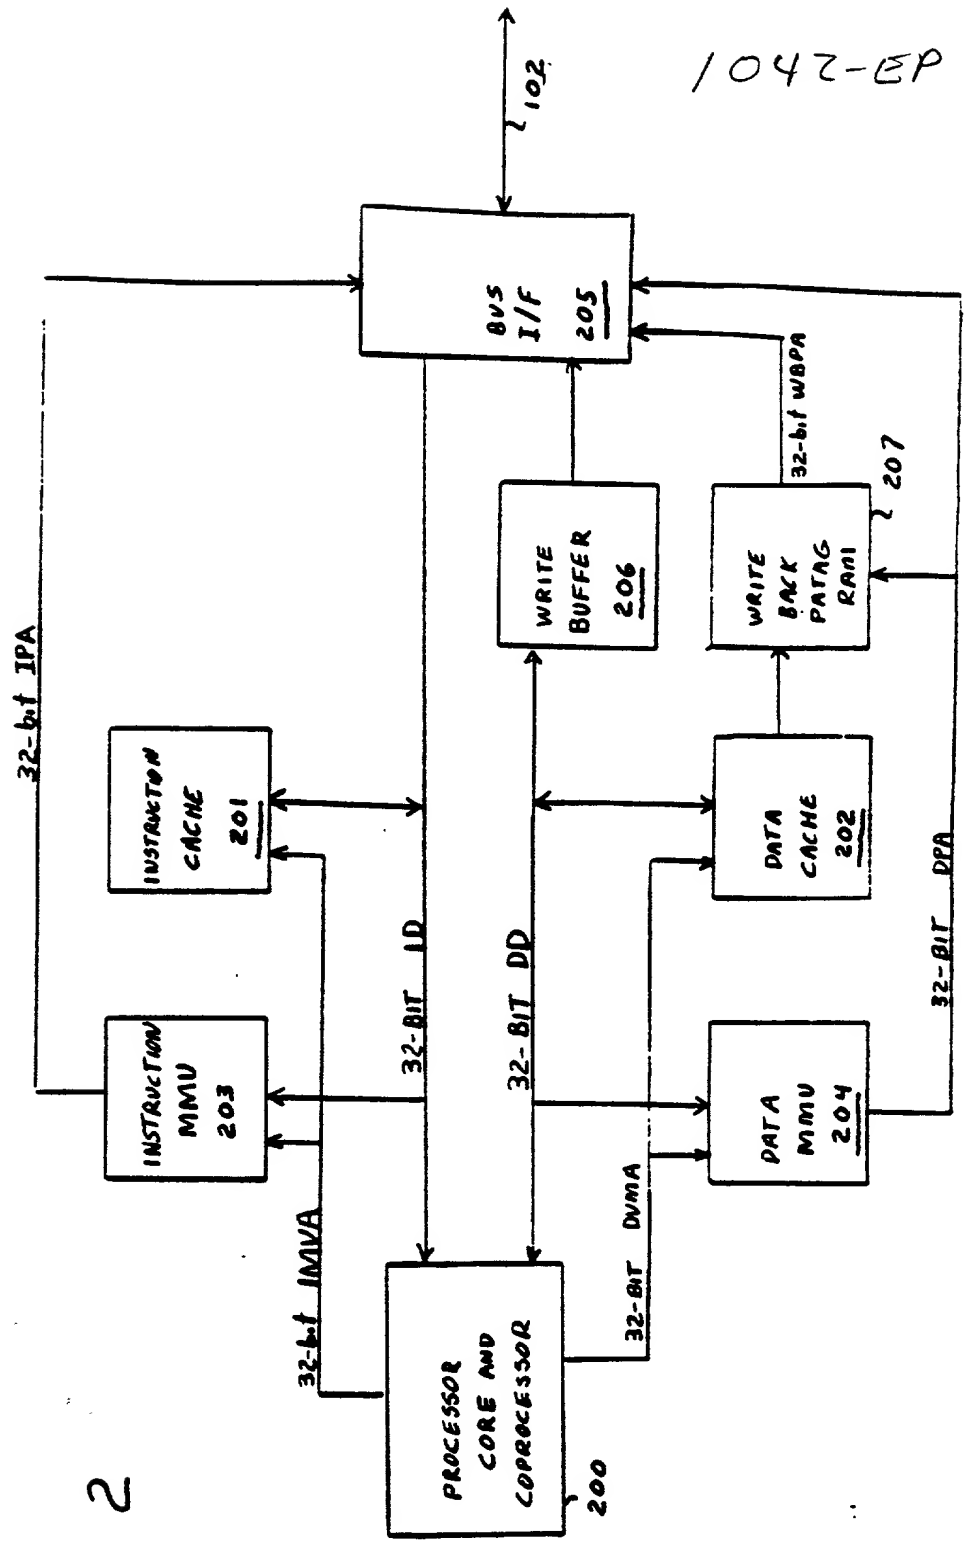 1042-EP
2
32-bit IPA
INSTRUCTION
MMU
203
INSTRUCTION
CACHE
201
32-bit IMVA
32-BIT ID
PROCESSOR
CORE AND
COPROCESSOR
200
32-BIT DD
WRITE
BUFFER
206
BUS
I/F
205
102
32-BIT DVMA
DATA
MMU
204
DATA
CACHE
202
WRITE
BACK
PATAG
RAM
207
32-bit WBPA
32-BIT DPA